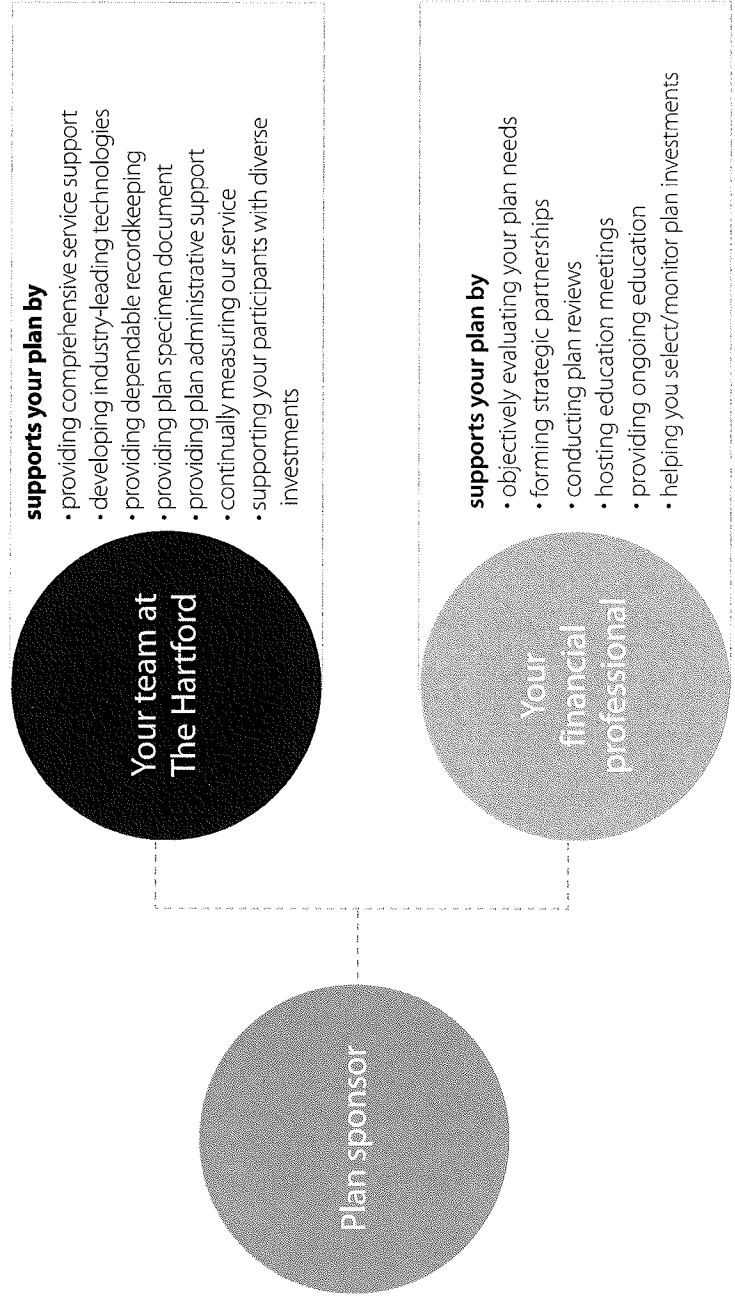 Plan sponsor
Your team at
The Hartford
supports your plan by
• providing comprehensive service support
• developing industry-leading technologies
• providing dependable recordkeeping
• providing plan specimen document
• providing plan administrative support
• continually measuring our service
• supporting your participants with diverse
investments
Your
financial
professional
supports your plan by
• objectively evaluating your plan needs
• forming strategic partnerships
• conducting plan reviews
• hosting education meetings
• providing ongoing education
• helping you select/monitor plan investments